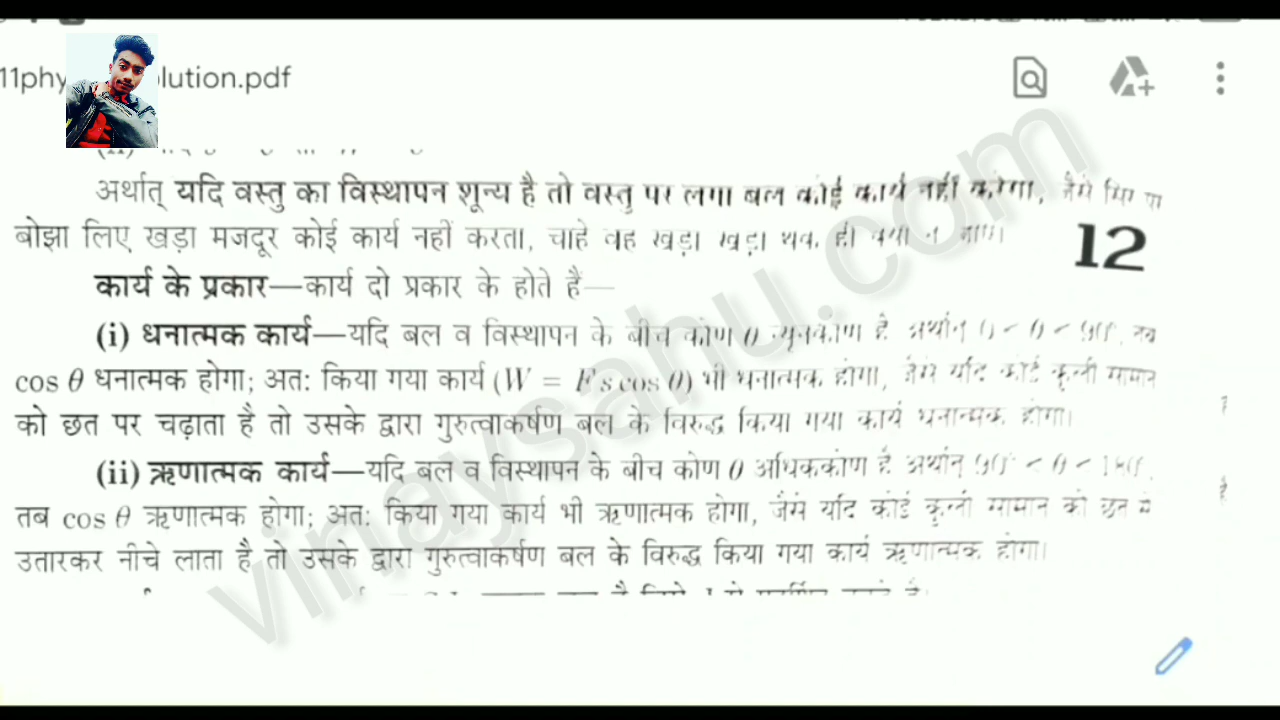 11phy olution.pdf
अर्थात् यदि वस्तु का विस्थापन शून्य है तो वस्तु पर लगा बल कोई कार्य नहीं करेगा, जैसे सिर पर
बोझा लिए खड़ा मजदूर कोई कार्य नहीं करता, चाहे वह खड़ा खड़ा थक ही क्यों न जाए।
12
कार्य के प्रकार—कार्य दो प्रकार के होते हैं—
(i) धनात्मक कार्य—यदि बल व विस्थापन के बीच कोण θ न्यूनकोण है अर्थात् 0 < θ < 90°, तब
cos θ धनात्मक होगा; अतः किया गया कार्य (W = F s cos θ) भी धनात्मक होगा, जैसे यदि कोई कुली सामान
को छत पर चढ़ाता है तो उसके द्वारा गुरुत्वाकर्षण बल के विरुद्ध किया गया कार्य धनात्मक होगा।
(ii) ऋणात्मक कार्य—यदि बल व विस्थापन के बीच कोण θ अधिककोण है अर्थात् 90° < θ < 180°,
तब cos θ ऋणात्मक होगा; अतः किया गया कार्य भी ऋणात्मक होगा, जैसे यदि कोई कुली सामान को छत से
उतारकर नीचे लाता है तो उसके द्वारा गुरुत्वाकर्षण बल के विरुद्ध किया गया कार्य ऋणात्मक होगा।
vinaysahu.com